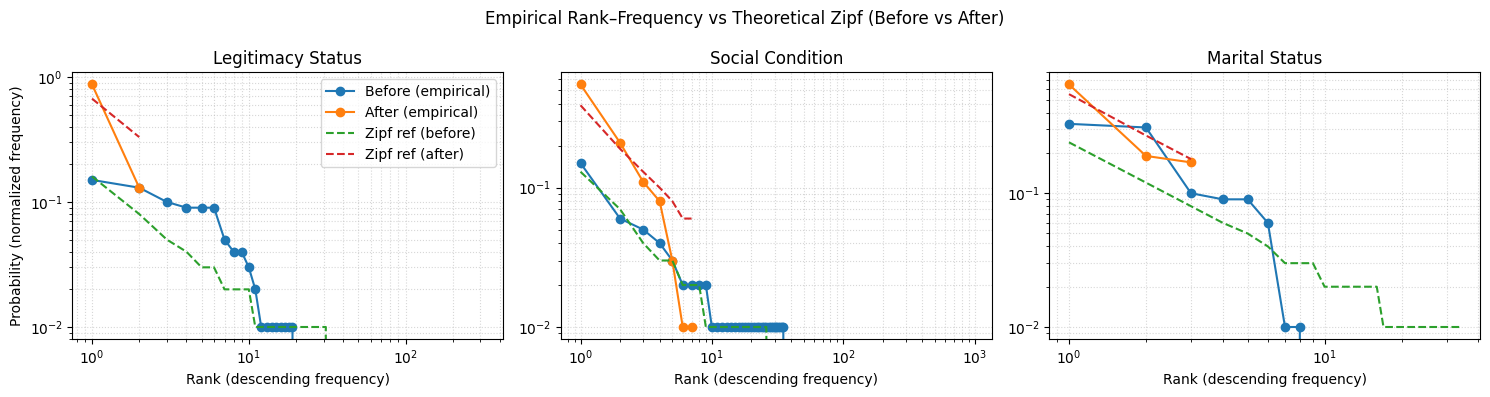 Empirical Rank–Frequency vs Theoretical Zipf (Before vs After)
Legitimacy Status
Social Condition
Marital Status
Probability (normalized frequency)
10⁰
10⁻¹
10⁻²
Before (empirical)
After (empirical)
Zipf ref (before)
Zipf ref (after)
10⁰ 10¹ 10²
Rank (descending frequency)
10⁻¹
10⁻²
10⁰ 10¹ 10² 10³
Rank (descending frequency)
10⁻¹
10⁻²
10⁰ 10¹
Rank (descending frequency)